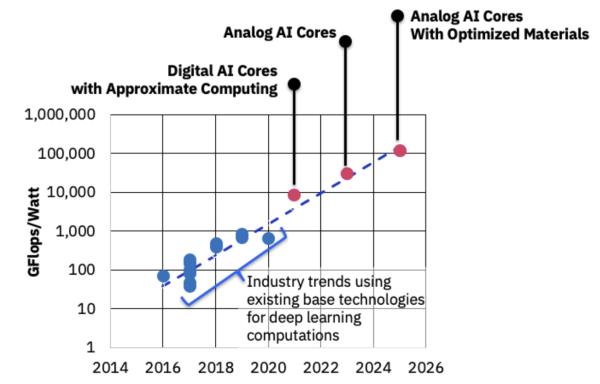 Analog AI Cores
With Optimized Materials
Analog AI Cores
Digital AI Cores
with Approximate Computing
GFlops/Watt
1,000,000
100,000
10,000
1,000
100
10
1
Industry trends using
existing base technologies
for deep learning
computations
2014 2016 2018 2020 2022 2024 2026